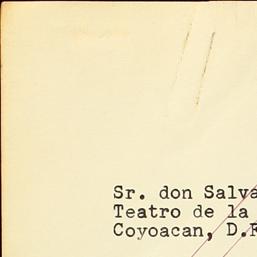 Sr. don Salva
Teatro de la
Coyoacan, D.F